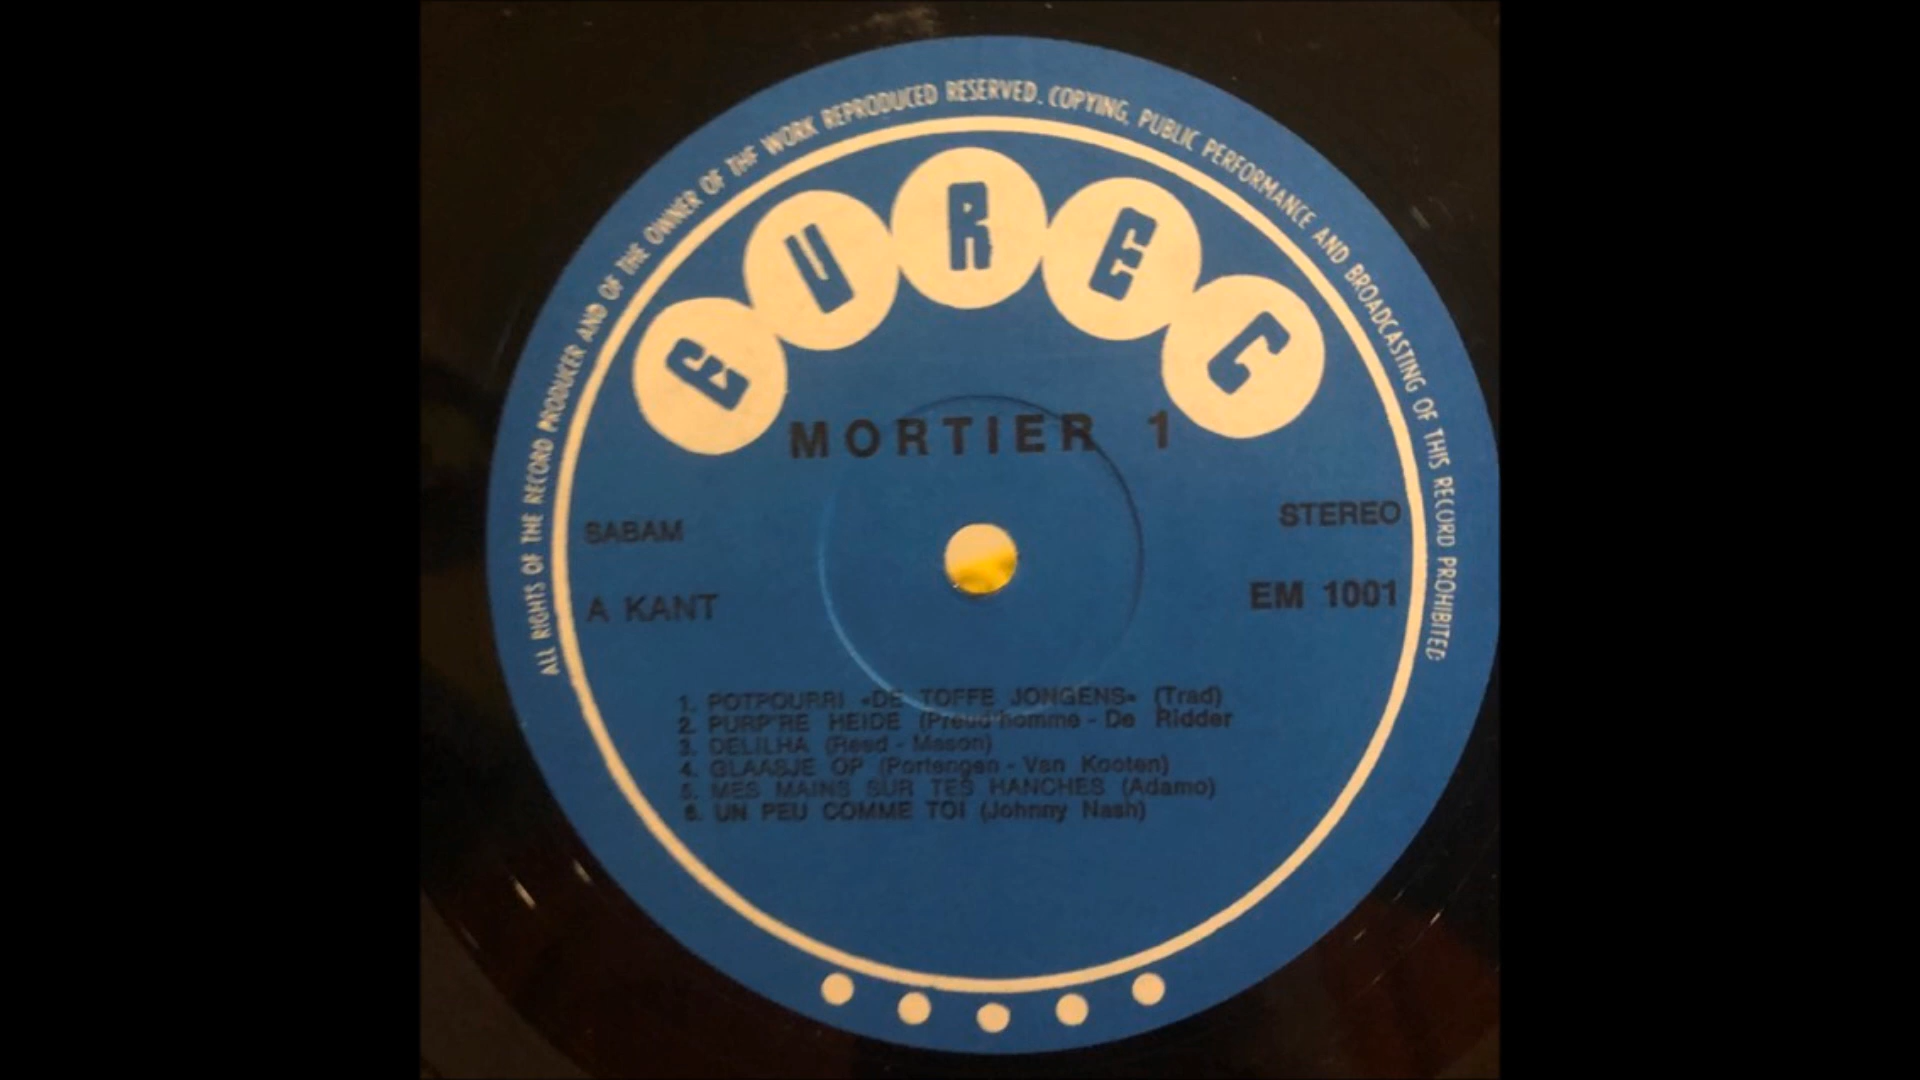 ALL RIGHTS OF THE RECORD PRODUCER AND OF THE OWNER OF THE WORK REPRODUCED RESERVED. COPYING, PUBLIC PERFORMANCE AND BROADCASTING OF THIS RECORD PROHIBITED
EUREC
MORTIER 1
SABAM
STEREO
A KANT
EM 1001
1. POTPOURRI «DE TOFFE JONGENS» (Trad)
2. PURP'RE HEIDE (Preud'homme - De Ridder
3. DELILHA (Reed - Mason)
4. GLAASJE OP (Portengen - Van Kooten)
5. MES MAINS SUR TES HANCHES (Adamo)
6. UN PEU COMME TOI (Johnny Nash)